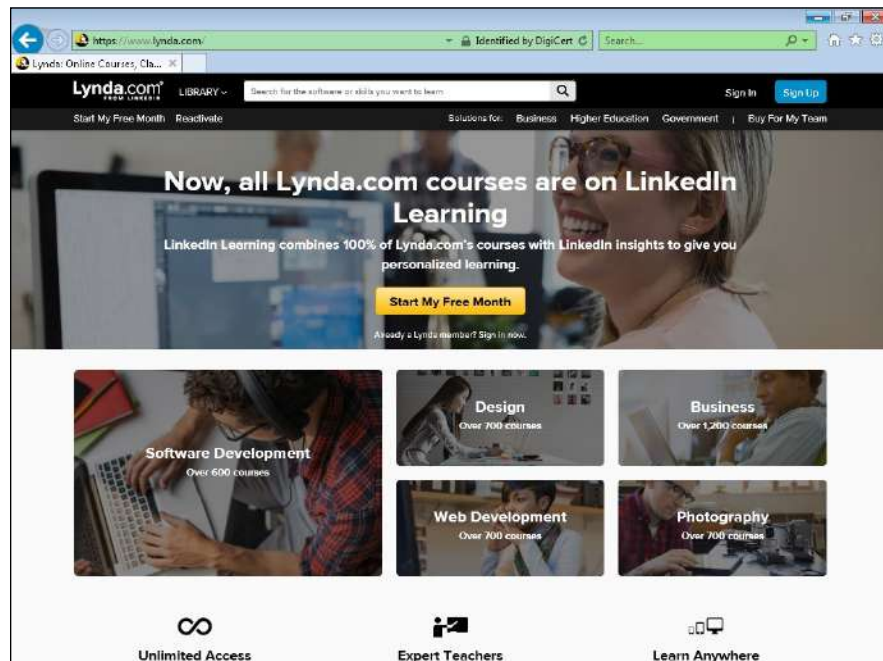 https://www.lynda.com/
Identified by DigiCert
Search...
Lynda: Online Courses, Cla...
Lynda.com
FROM LINKEDIN
LIBRARY
Search for the software or skills you want to learn
Sign In
Sign Up
Start My Free Month
Reactivate
Solutions for:
Business
Higher Education
Government
|
Buy For My Team
Now, all Lynda.com courses are on LinkedIn
Learning
LinkedIn Learning combines 100% of Lynda.com's courses with LinkedIn insights to give you
personalized learning.
Start My Free Month
Already a Lynda member? Sign in now.
Software Development
Over 600 courses
Design
Over 700 courses
Business
Over 1,200 courses
Web Development
Over 700 courses
Photography
Over 700 courses
Unlimited Access
Expert Teachers
Learn Anywhere